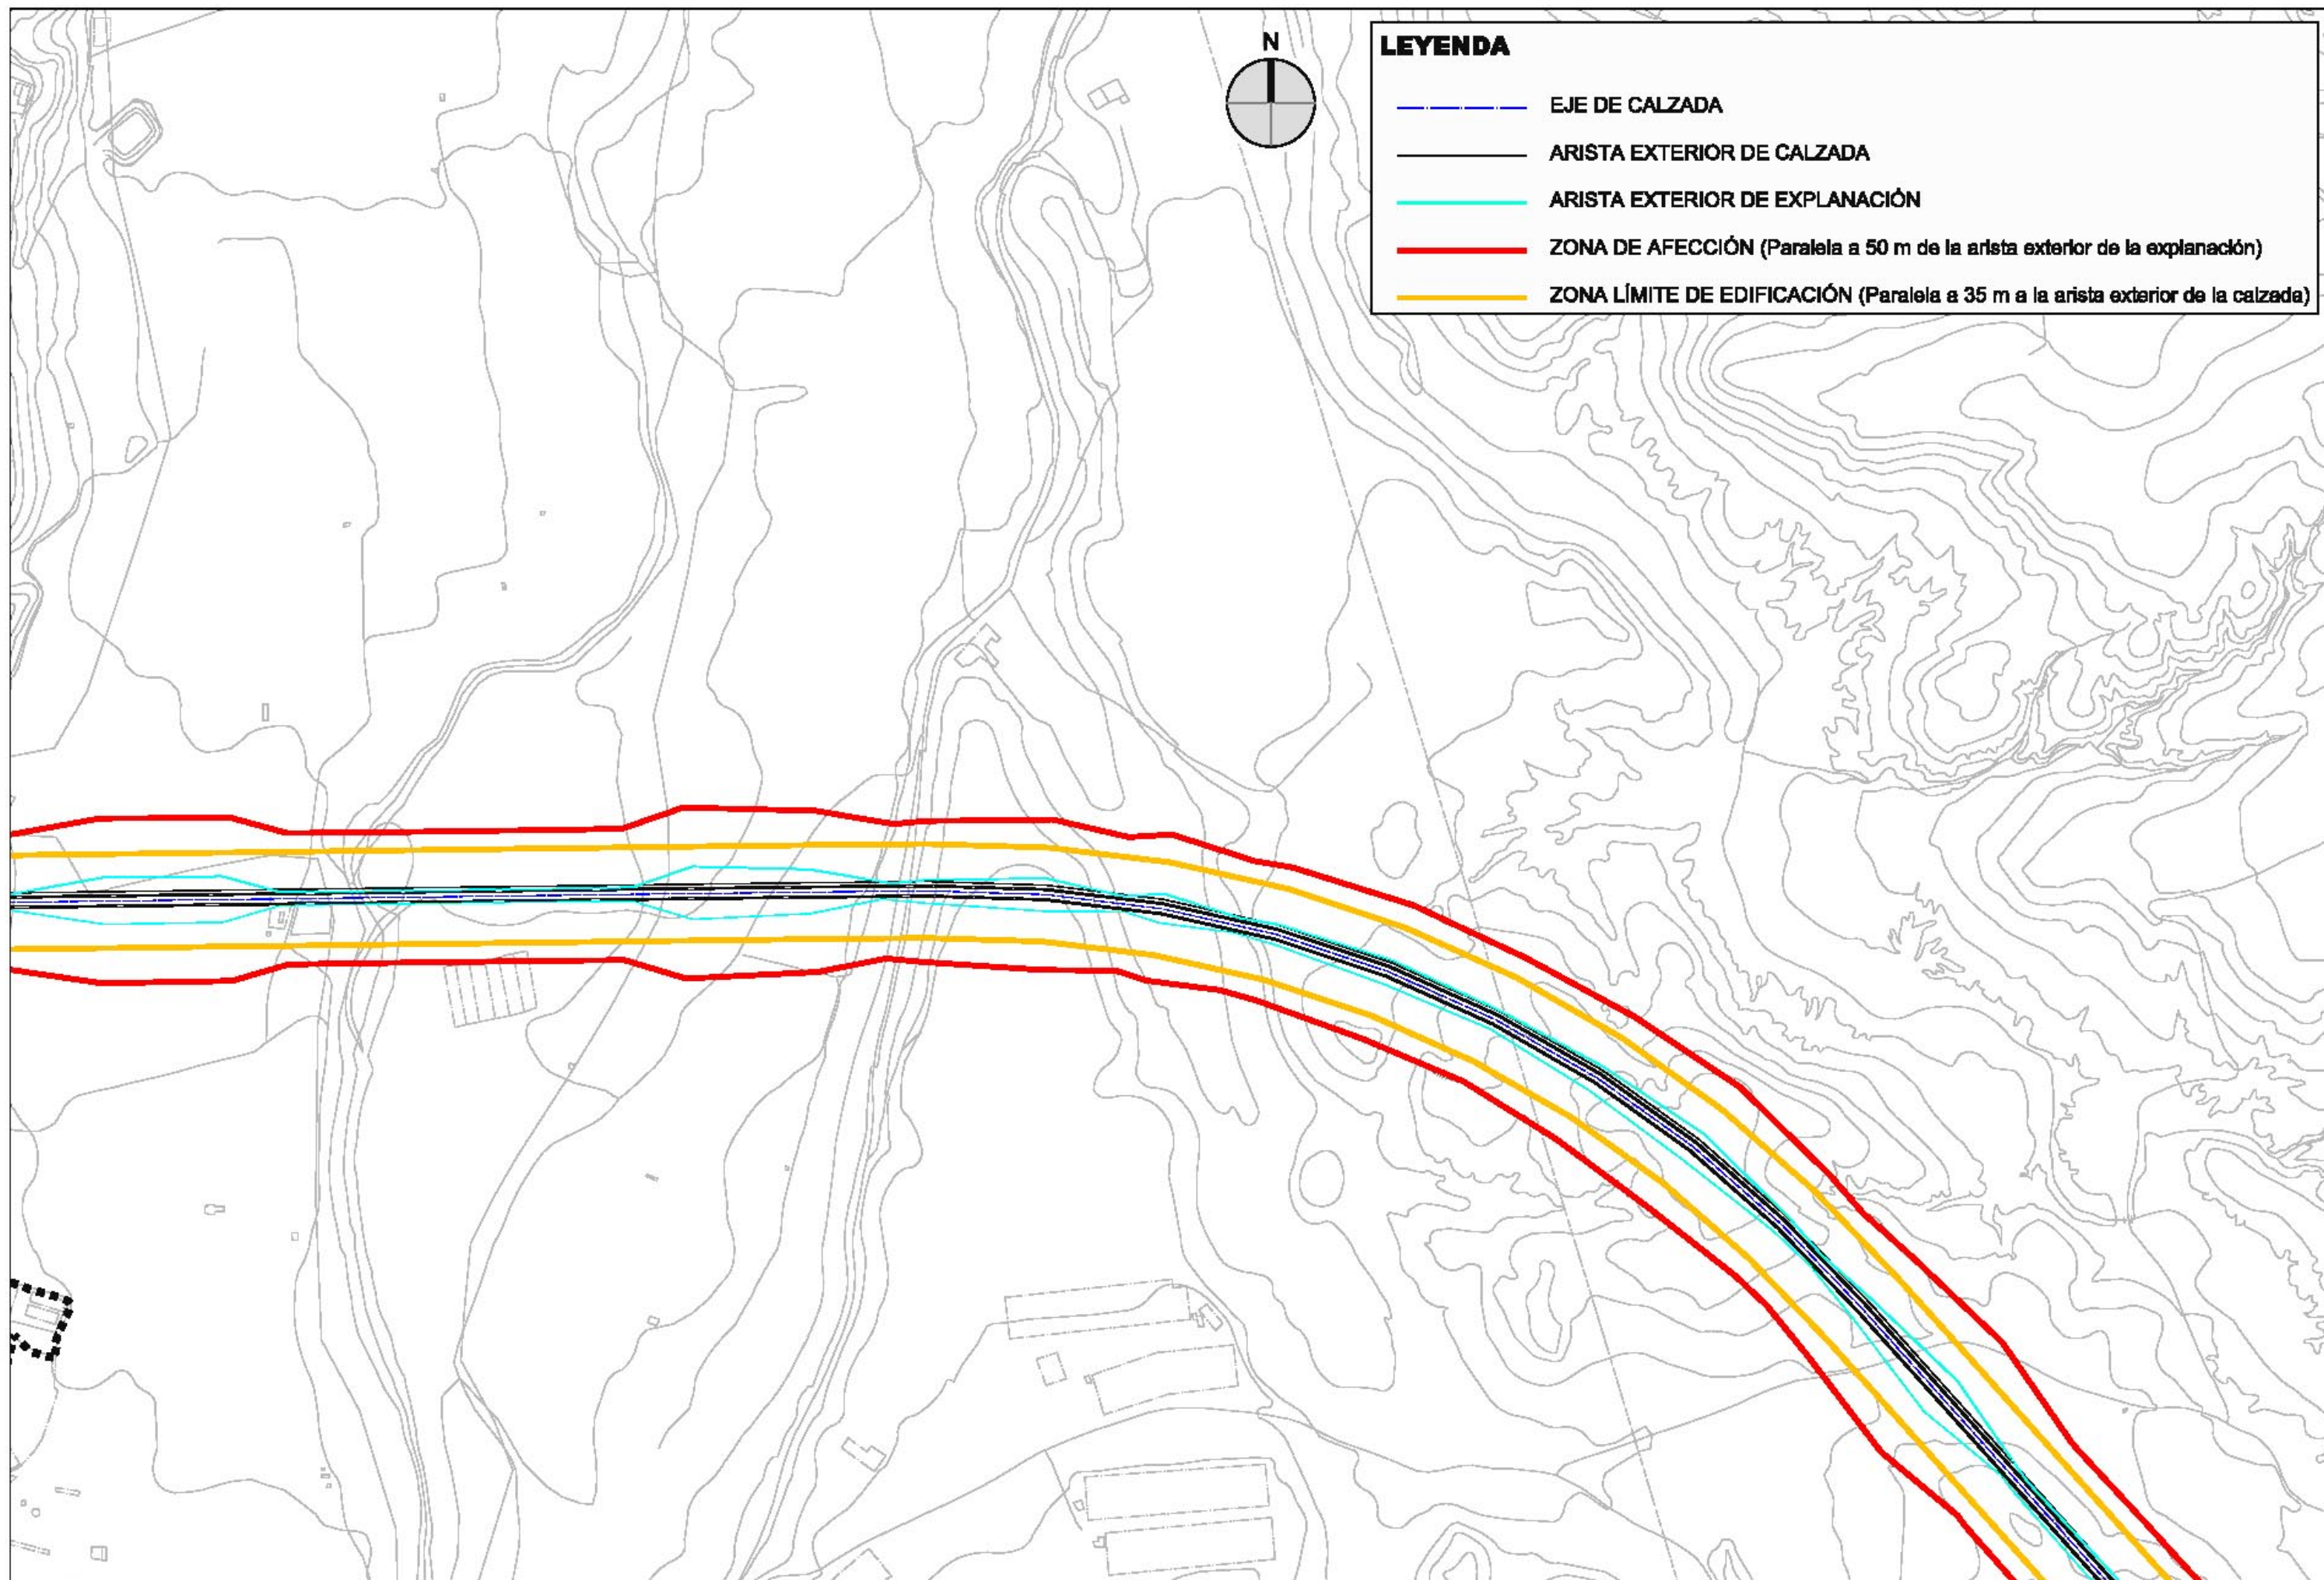 N
LEYENDA
EJE DE CALZADA
ARISTA EXTERIOR DE CALZADA
ARISTA EXTERIOR DE EXPLANACIÓN
ZONA DE AFECCIÓN (Paralela a 50 m de la arista exterior de la explanación)
ZONA LÍMITE DE EDIFICACIÓN (Paralela a 35 m a la arista exterior de la calzada)